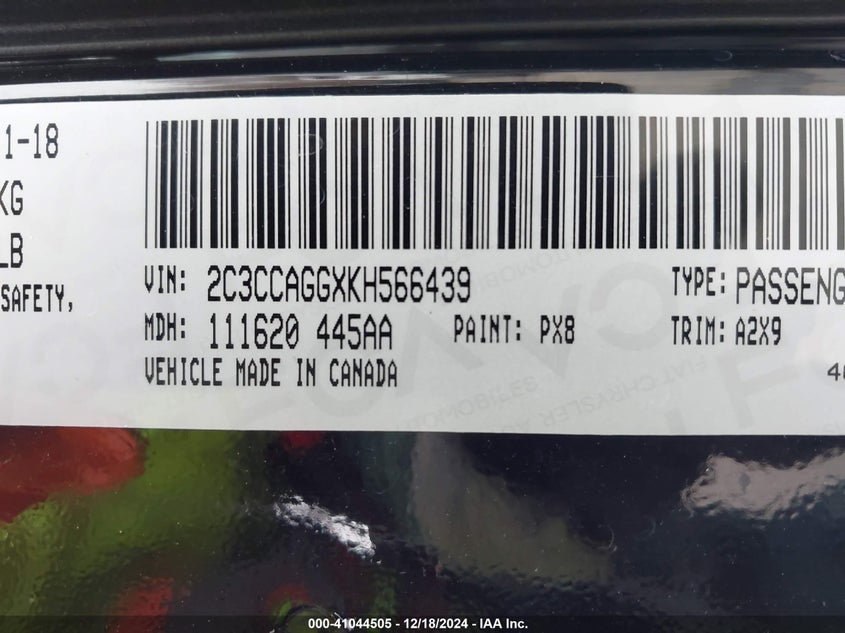 1-18
KG
LB
SAFETY,
VIN: 2C3CCAGGXKH566439
TYPE: PASSENG
MDH: 111620 445AA PAINT: PX8 TRIM: A2X9
VEHICLE MADE IN CANADA
000-41044505 - 12/18/2024 - IAA Inc.